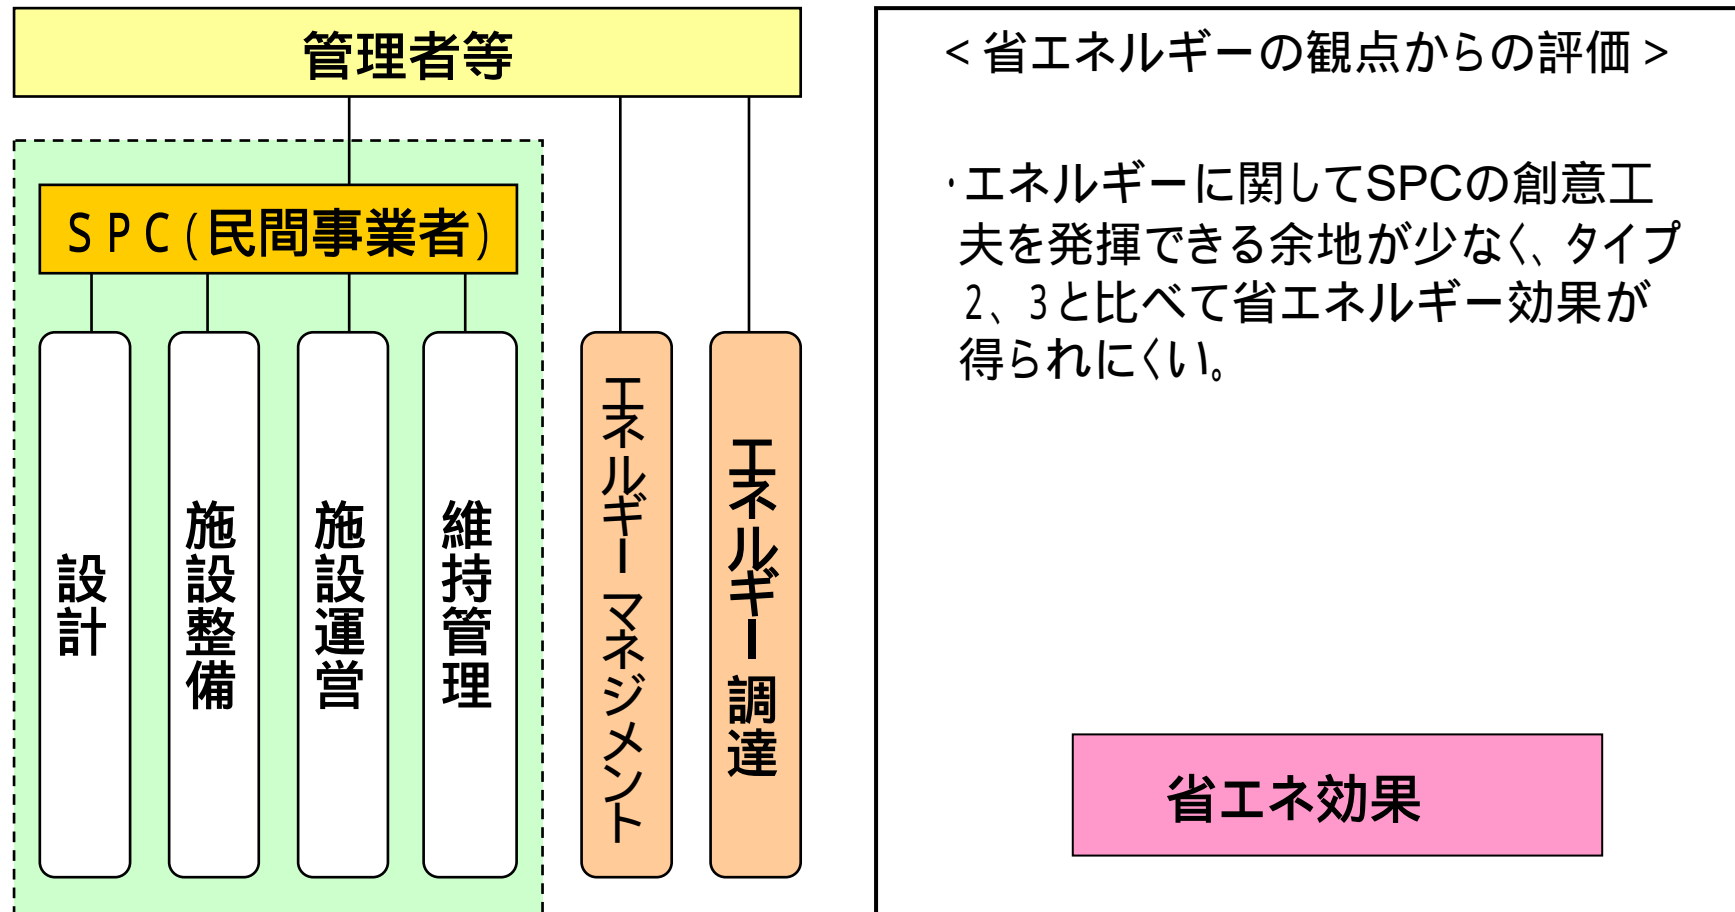 管理者等
SPC(民間事業者)
設計
施設整備
施設運営
維持管理
エネルギーマネジメント
エネルギー調達
<省エネルギーの観点からの評価>
・エネルギーに関してSPCの創意工
夫を発揮できる余地が少なく、タイプ
2、3と比べて省エネルギー効果が
得られにくい。
省エネ効果